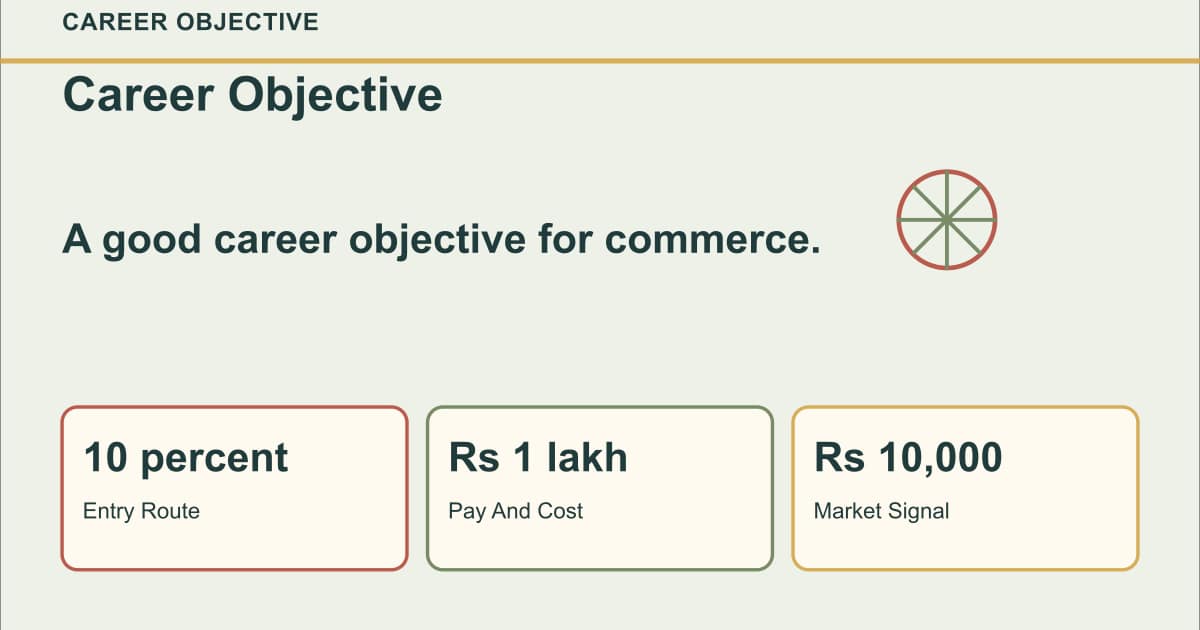 CAREER OBJECTIVE
Career Objective
A good career objective for commerce.
10 percent
Entry Route
Rs 1 lakh
Pay And Cost
Rs 10,000
Market Signal